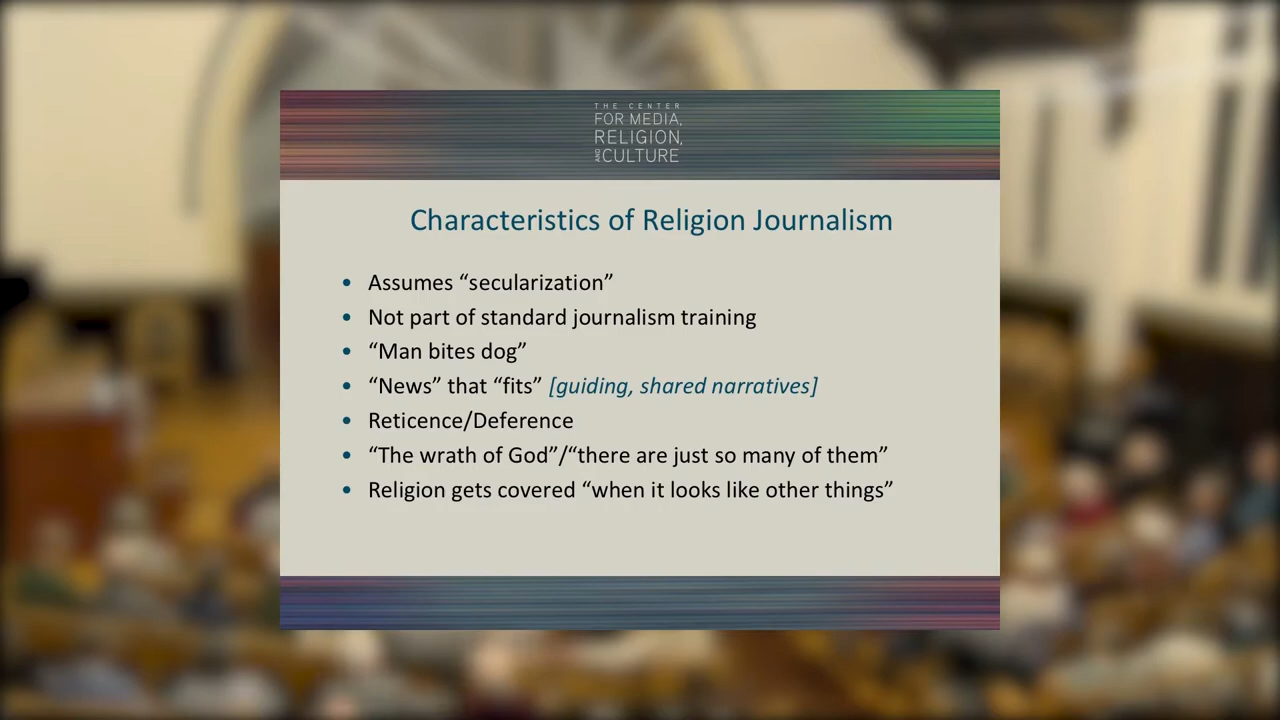 THE CENTER
FOR MEDIA,
RELIGION,
AND CULTURE
Characteristics of Religion Journalism
• Assumes “secularization”
• Not part of standard journalism training
• “Man bites dog”
• “News” that “fits” [guiding, shared narratives]
• Reticence/Deference
• “The wrath of God”/“there are just so many of them”
• Religion gets covered “when it looks like other things”